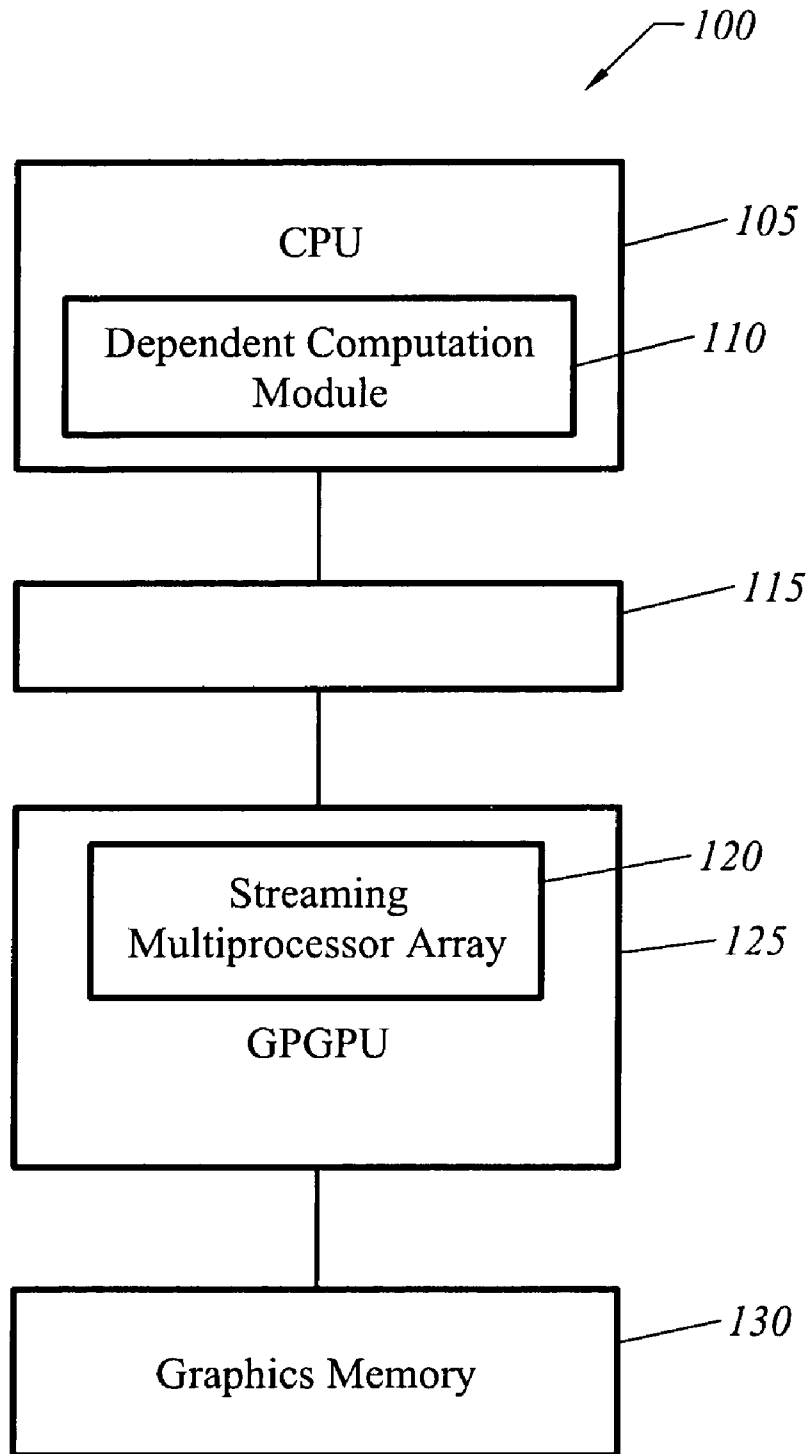 100
CPU
105
Dependent Computation
Module
110
115
Streaming
Multiprocessor Array
120
GPGPU
125
Graphics Memory
130